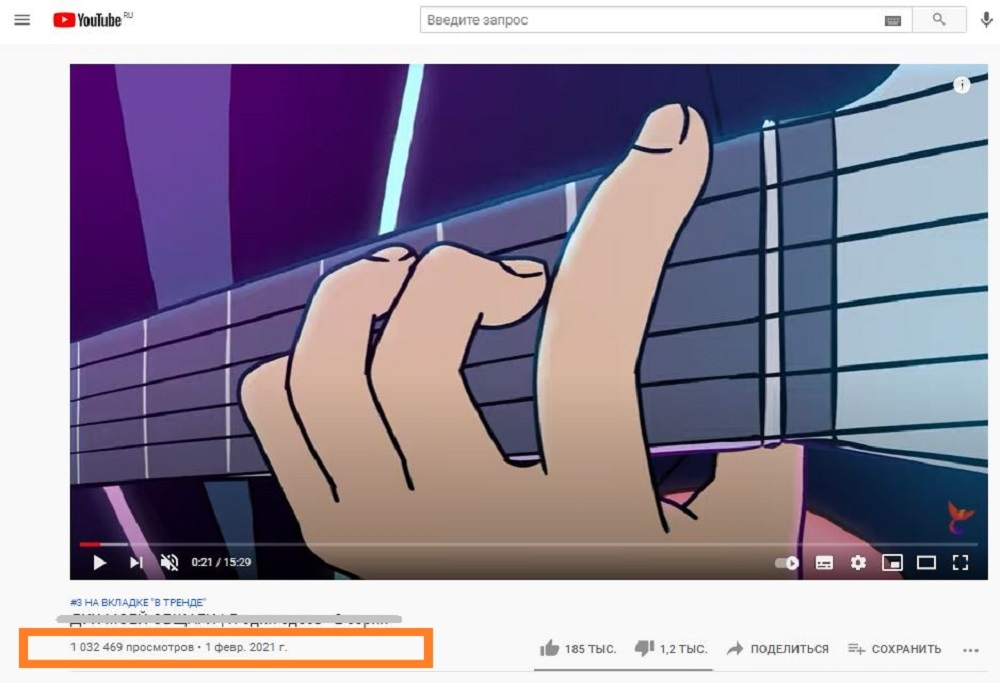 YouTube RU
Введите запрос
i
0:21 / 15:29
#3 НА ВКЛАДКЕ "В ТРЕНДЕ"
1 032 469 просмотров • 1 февр. 2021 г.
185 ТЫС.
1,2 ТЫС.
ПОДЕЛИТЬСЯ
СОХРАНИТЬ